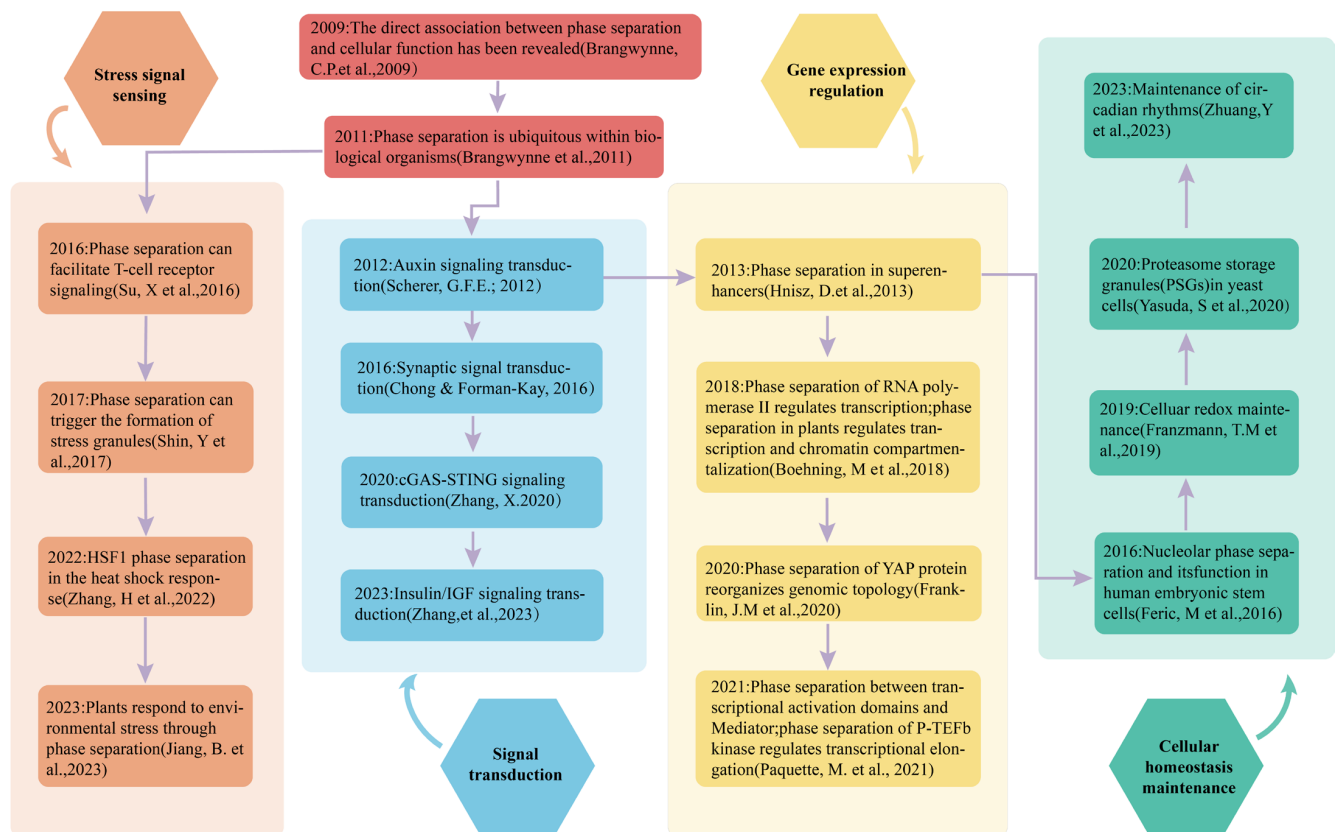 2009:The direct association between phase separation
and cellular function has been revealed(Brangwynne,
C.P.et al.,2009)
2011:Phase separation is ubiquitous within bio-
logical organisms(Brangwynne et al.,2011)
Stress signal
sensing
2016:Phase separation can
facilitate T-cell receptor
signaling(Su, X et al.,2016)
2017:Phase separation can
trigger the formation of
stress granules(Shin, Y et
al.,2017)
2022:HSF1 phase separation
in the heat shock respon-
se(Zhang, H et al.,2022)
2023:Plants respond to envi-
ronmental stress through
phase separation(Jiang, B. et
al.,2023)
2012:Auxin signaling transduc-
tion(Scherer, G.F.E.; 2012)
2016:Synaptic signal transduc-
tion(Chong & Forman-Kay, 2016)
2020:cGAS-STING signaling
transduction(Zhang, X.2020)
2023:Insulin/IGF signaling trans-
duction(Zhang,et al.,2023)
Signal
transduction
Gene expression
regulation
2013:Phase separation in superen-
hancers(Hnisz, D.et al.,2013)
2018:Phase separation of RNA poly-
merase II regulates transcription;phase
separation in plants regulates tran-
scription and chromatin compartmen-
talization(Boehning, M et al.,2018)
2020:Phase separation of YAP protein
reorganizes genomic topology(Frank-
lin, J.M et al.,2020)
2021:Phase separation between tran-
scriptional activation domains and
Mediator;phase separation of P-TEFb
kinase regulates transcriptional elon-
gation(Paquette, M. et al., 2021)
2023:Maintenance of cir-
cadian rhythms(Zhuang,Y
et al.,2023)
2020:Proteasome storage
granules(PSGs)in yeast
cells(Yasuda, S et al.,2020)
2019:Celluar redox mainte-
nance(Franzmann, T.M et
al.,2019)
2016:Nucleolar phase sepa-
ration and itsfunction in
human embryonic stem
cells(Feric, M et al.,2016)
Cellular
homeostasis
maintenance